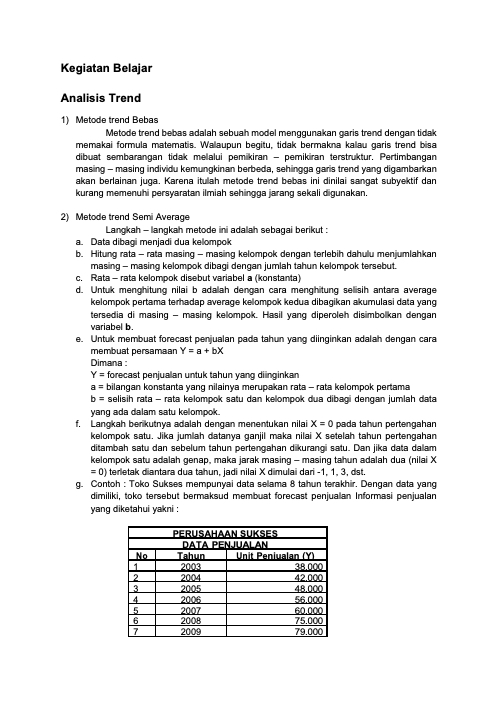 Kegiatan Belajar
Analisis Trend
1) Metode trend Bebas
Metode trend bebas adalah sebuah model menggunakan garis trend dengan tidak
memakai formula matematis. Walaupun begitu, tidak bermakna kalau garis trend bisa
dibuat sembarangan tidak melalui pemikiran – pemikiran terstruktur. Pertimbangan
masing – masing individu kemungkinan berbeda, sehingga garis trend yang digambarkan
akan berlainan juga. Karena itulah metode trend bebas ini dinilai sangat subyektif dan
kurang memenuhi persyaratan ilmiah sehingga jarang sekali digunakan.
2) Metode trend Semi Average
Langkah – langkah metode ini adalah sebagai berikut :
a. Data dibagi menjadi dua kelompok
b. Hitung rata – rata masing – masing kelompok dengan terlebih dahulu menjumlahkan
masing – masing kelompok dibagi dengan jumlah tahun kelompok tersebut.
c. Rata – rata kelompok disebut variabel a (konstanta)
d. Untuk menghitung nilai b adalah dengan cara menghitung selisih antara average
kelompok pertama terhadap average kelompok kedua dibagikan akumulasi data yang
tersedia di masing – masing kelompok. Hasil yang diperoleh disimbolkan dengan
variabel b.
e. Untuk membuat forecast penjualan pada tahun yang diinginkan adalah dengan cara
membuat persamaan Y = a + bX
Dimana :
Y = forecast penjualan untuk tahun yang diinginkan
a = bilangan konstanta yang nilainya merupakan rata – rata kelompok pertama
b = selisih rata – rata kelompok satu dan kelompok dua dibagi dengan jumlah data
yang ada dalam satu kelompok.
f. Langkah berikutnya adalah dengan menentukan nilai X = 0 pada tahun pertengahan
kelompok satu. Jika jumlah datanya ganjil maka nilai X setelah tahun pertengahan
ditambah satu dan sebelum tahun pertengahan dikurangi satu. Dan jika data dalam
kelompok satu adalah genap, maka jarak masing – masing tahun adalah dua (nilai X
= 0) terletak diantara dua tahun, jadi nilai X dimulai dari -1, 1, 3, dst.
g. Contoh : Toko Sukses mempunyai data selama 8 tahun terakhir. Dengan data yang
dimiliki, toko tersebut bermaksud membuat forecast penjualan Informasi penjualan
yang diketahui yakni :
PERUSAHAAN SUKSES
DATA PENJUALAN
No Tahun Unit Penjualan (Y)
1 2003 38.000
2 2004 42.000
3 2005 48.000
4 2006 56.000
5 2007 60.000
6 2008 75.000
7 2009 79.000